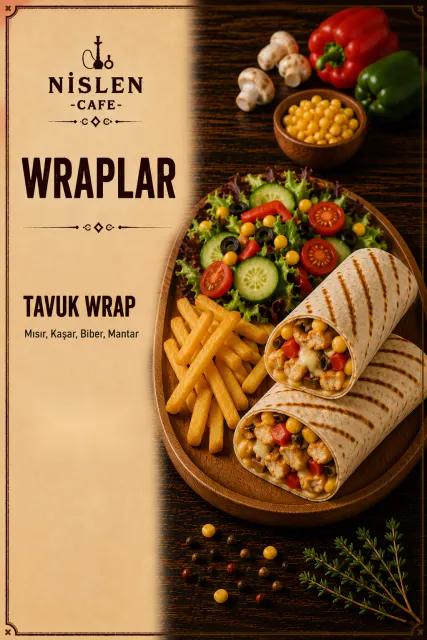 NİSLEN
-CAFE-
WRAPLAR
TAVUK WRAP
Mısır, Kaşar, Biber, Mantar